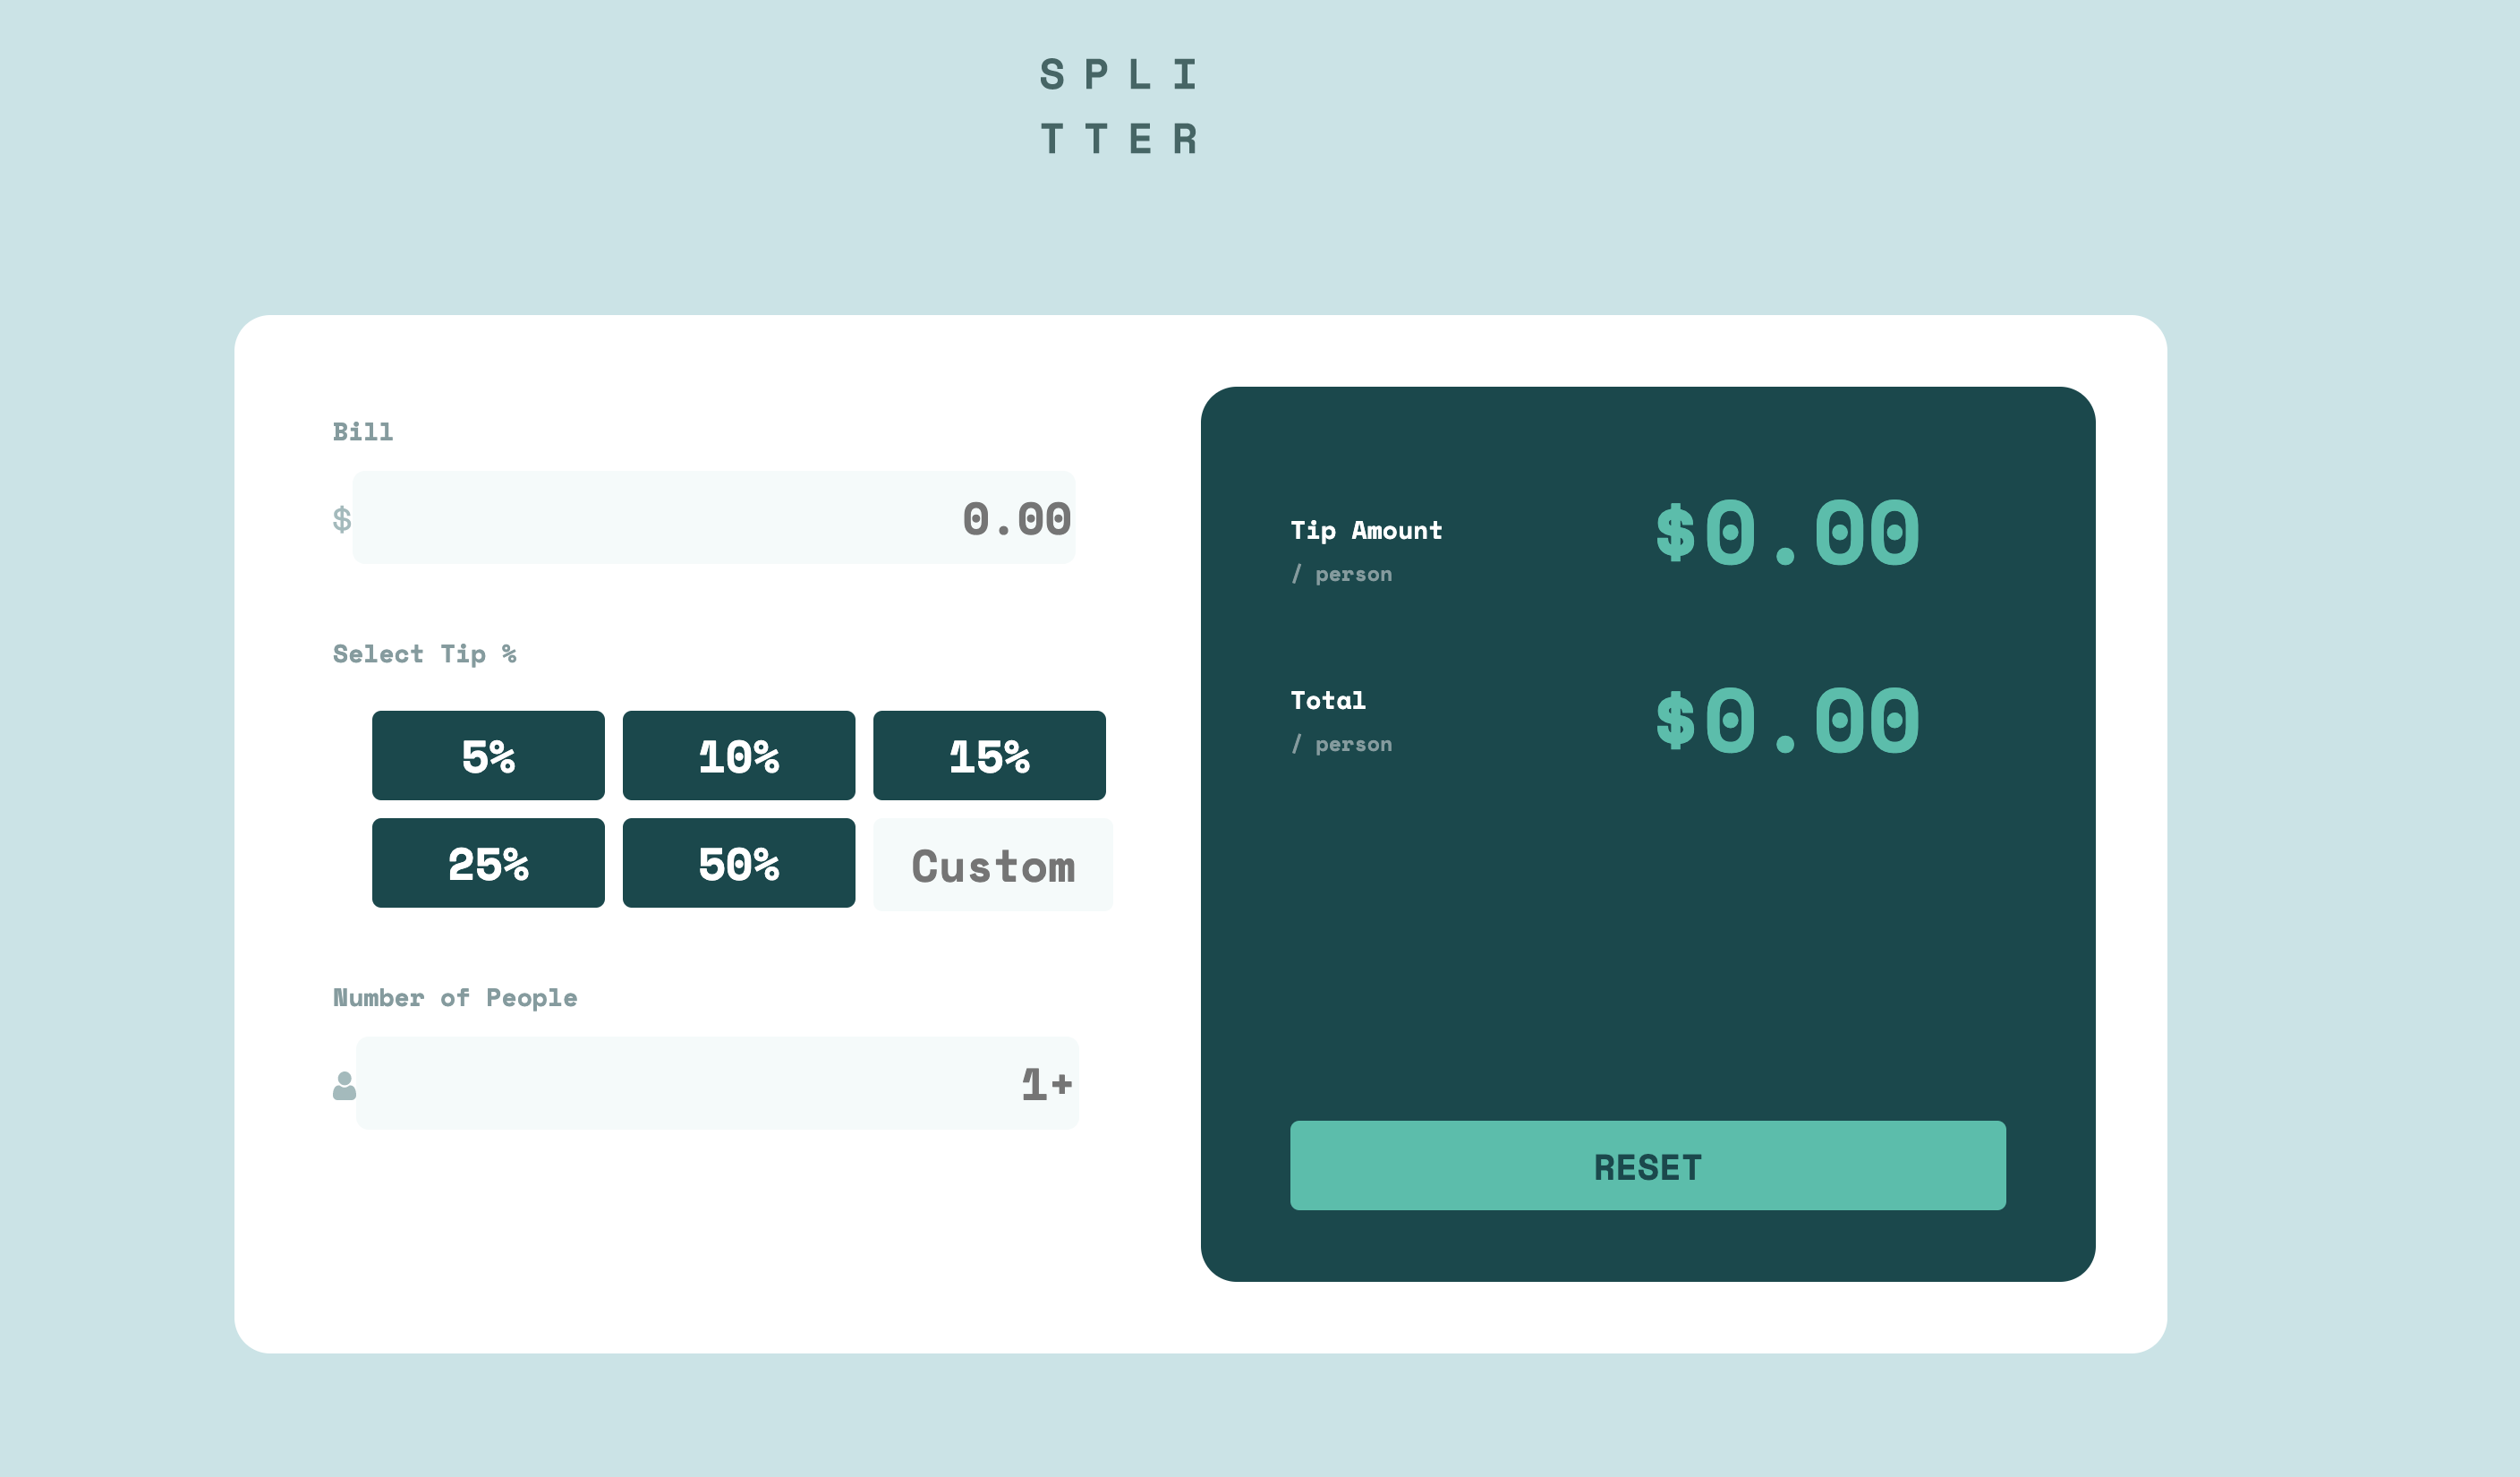 SPLI
TTER
Bill
$ 0.00
Select Tip %
5% 10% 15%
25% 50% Custom
Number of People
1+
Tip Amount
/ person
$0.00
Total
/ person
$0.00
RESET